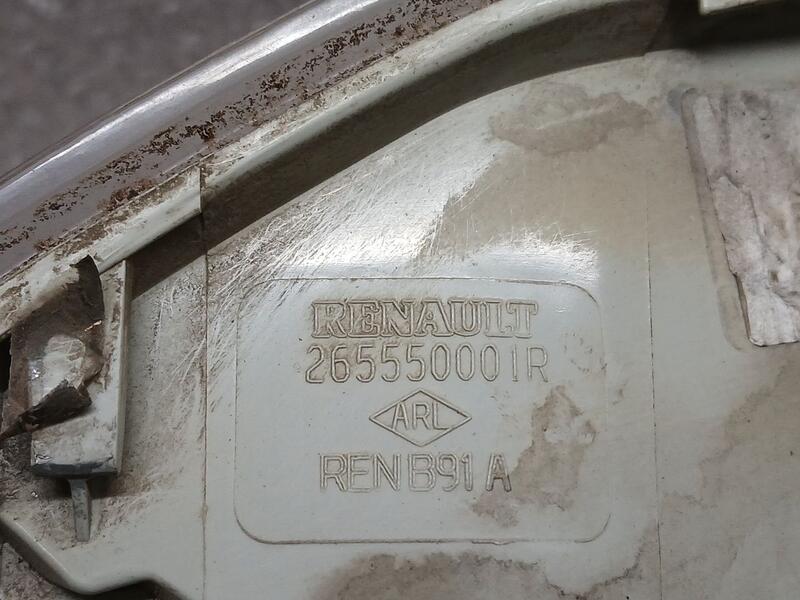 RENAULT
265550001R
ARL
REN B91 A